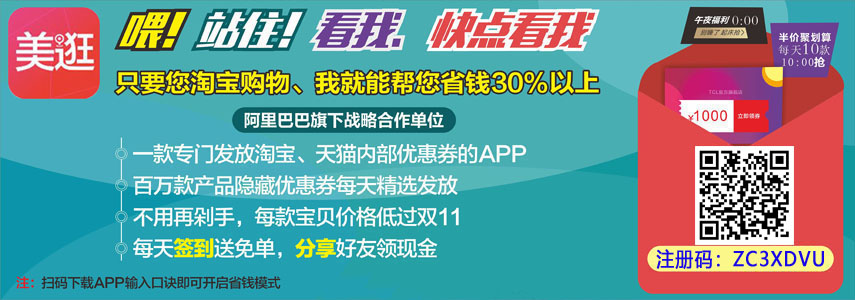 美逛
喂！站住！看我，快点看我
只要您淘宝购物、我就能帮您省钱30%以上
阿里巴巴旗下战略合作单位
一款专门发放淘宝、天猫内部优惠券的APP
百万款产品隐藏优惠券每天精选发放
不用再剁手，每款宝贝价格低过双11
每天签到送免单，分享好友领现金
注：扫码下载APP输入口诀即可开启省钱模式
午夜福利 0:00
别睡了 起床抢
半价聚划算
每天10款
10:00抢
¥1000 立即领券
注册码：ZC3XDVU